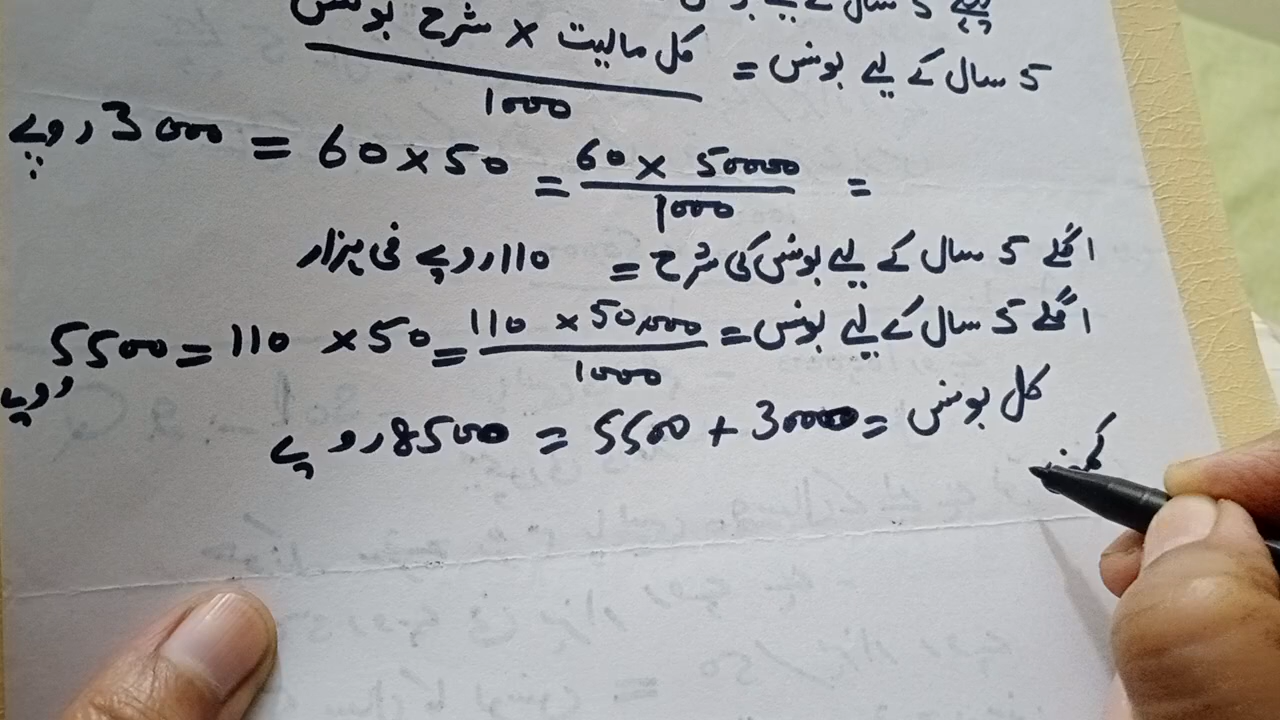 5 سال کے لیے بونس = کل مالیت × شرح بونس / 1000
= 60 × 50000 / 1000 = 60 × 50 = 3000 روپے
اگلے 5 سال کے لیے بونس کی شرح = 110 روپے فی ہزار
اگلے 5 سال کے لیے بونس = 110 × 50,000 / 1000 = 110 × 50 = 5500 روپے
کل بونس = 3000 + 5500 = 8500 روپے